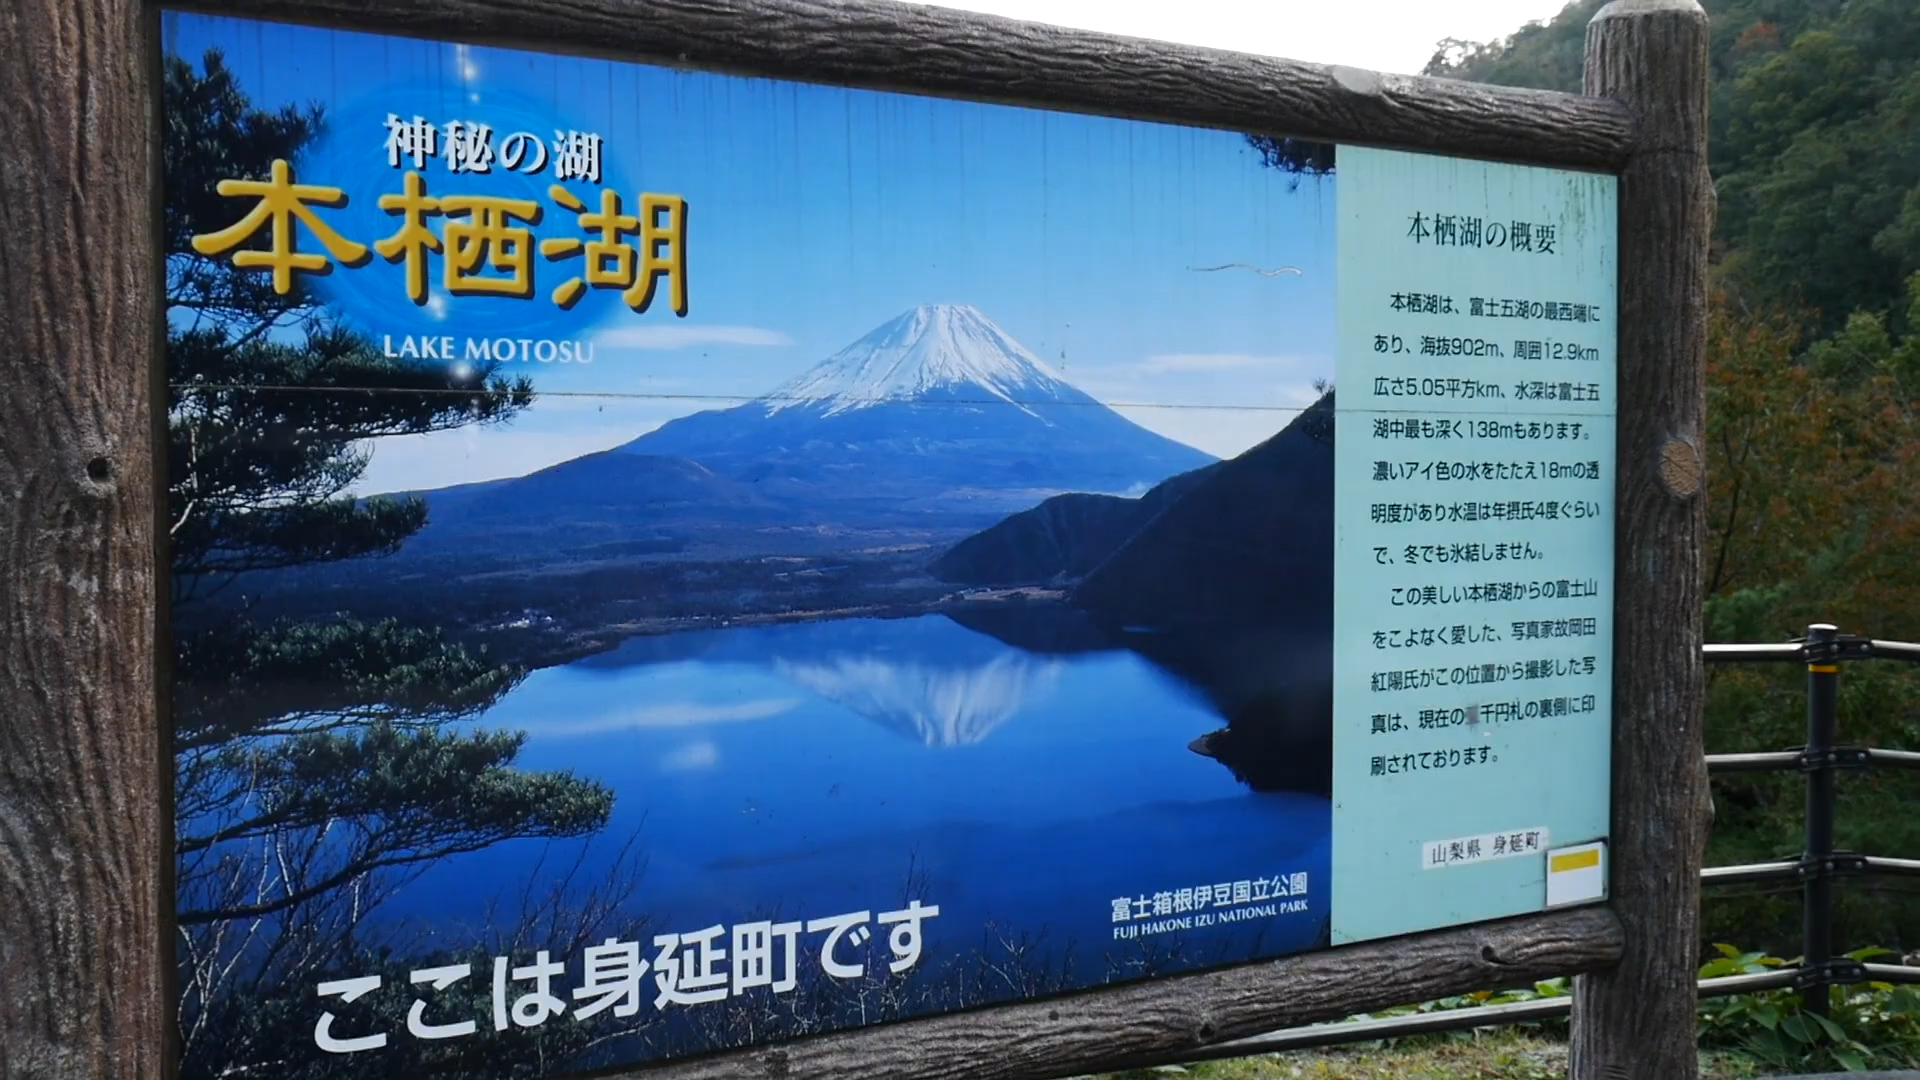 神秘の湖
本栖湖
LAKE MOTOSU
ここは身延町です
富士箱根伊豆国立公園
FUJI HAKONE IZU NATIONAL PARK
本栖湖の概要
本栖湖は、富士五湖の最西端に
あり、海抜902m、周囲12.9km
広さ5.05平方km、水深は富士五
湖中最も深く138mもあります。
濃いアイ色の水をたたえ18mの透
明度があり水温は年摂氏4度ぐらい
で、冬でも氷結しません。
この美しい本栖湖からの富士山
をこよなく愛した、写真家故岡田
紅陽氏がこの位置から撮影した写
真は、現在の千円札の裏側に印
刷されております。
山梨県 身延町